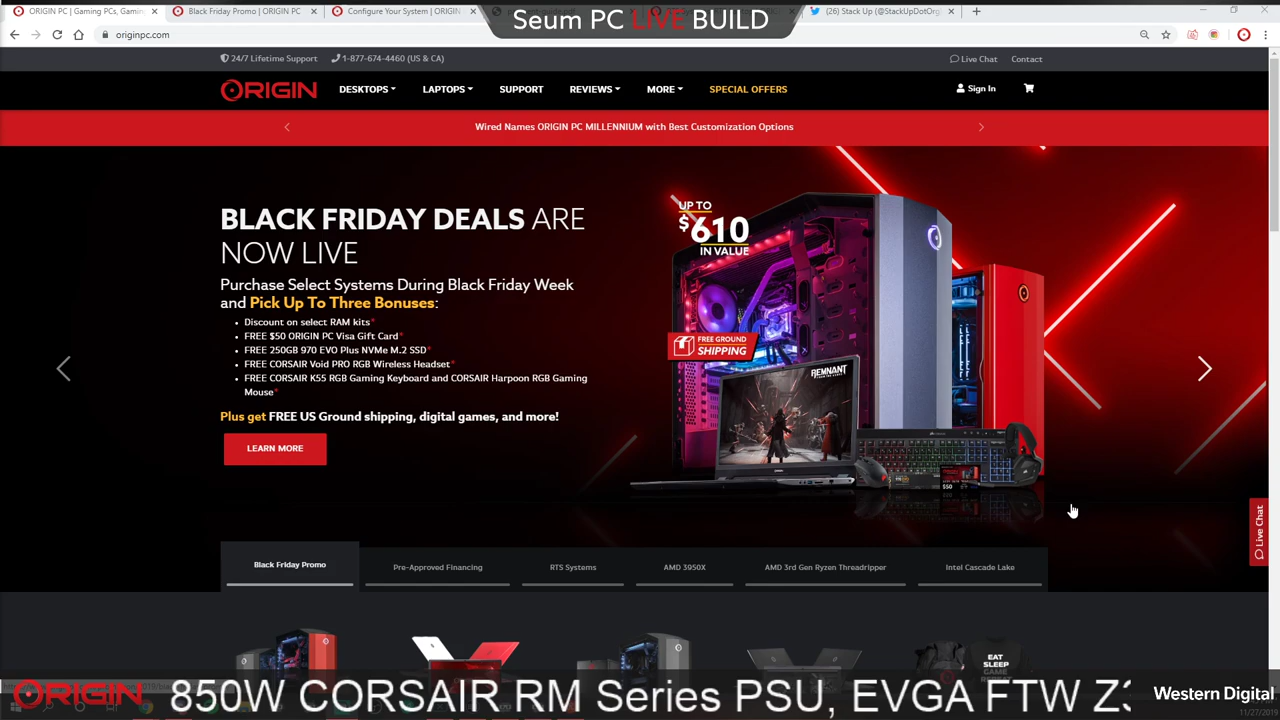 ORIGIN PC | Gaming PCs, Gaming
Black Friday Promo | ORIGIN PC
Configure Your System | ORIGIN
Seum PC LIVE BUILD
(26) Stack Up (@StackUpDotOrg)
originpc.com
24/7 Lifetime Support
1-877-674-4460 (US & CA)
Live Chat
Contact
ORIGIN
DESKTOPS
LAPTOPS
SUPPORT
REVIEWS
MORE
SPECIAL OFFERS
Sign In
Wired Names ORIGIN PC MILLENNIUM with Best Customization Options
BLACK FRIDAY DEALS ARE
NOW LIVE
Purchase Select Systems During Black Friday Week
and Pick Up To Three Bonuses:
• Discount on select RAM kits*
• FREE $50 ORIGIN PC Visa Gift Card*
• FREE 250GB 970 EVO Plus NVMe M.2 SSD*
• FREE CORSAIR Void PRO RGB Wireless Headset*
• FREE CORSAIR K55 RGB Gaming Keyboard and CORSAIR Harpoon RGB Gaming
Mouse*
Plus get FREE US Ground shipping, digital games, and more!
LEARN MORE
UP TO
$610
IN VALUE
FREE GROUND
SHIPPING
REMNANT
$50
Live Chat
Black Friday Promo
Pre-Approved Financing
RTS Systems
AMD 3950X
AMD 3rd Gen Ryzen Threadripper
Intel Cascade Lake
EAT
SLEEP
GAME
REPEAT
ORIGIN
850W CORSAIR RM Series PSU, EVGA FTW Z3
Western Digital
11/27/2019